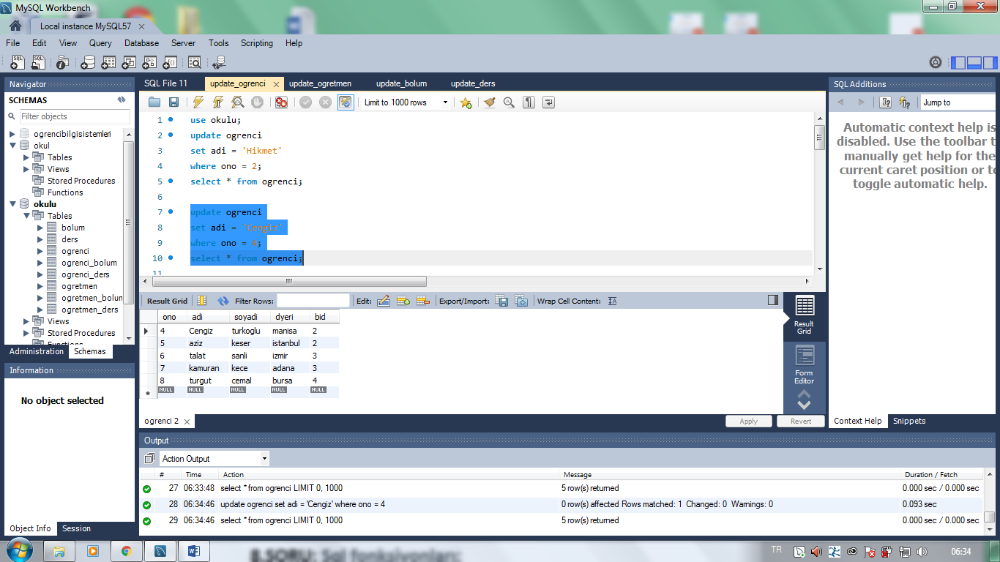 MySQL Workbench
Local instance MySQL57
File Edit View Query Database Server Tools Scripting Help
Navigator
SCHEMAS
Filter objects
ogrencibilgisistemleri
okul
Tables
Views
Stored Procedures
Functions
okulu
Tables
bolum
ders
ogrenci
ogrenci_bolum
ogrenci_ders
ogretmen
ogretmen_bolun
ogretmen_ders
Views
Stored Procedures
Functions
Administration Schemas
Information
No object selected
Object Info Session
SQL File 11 update_ogrenci update_ogretmen update_bolum update_ders
Limit to 1000 rows
1 use okulu;
2 update ogrenci
3 set adi = 'Hikmet'
4 where ono = 2;
5 select * from ogrenci;
6
7 update ogrenci
8 set adi = 'Cengiz'
9 where ono = 4;
10 select * from ogrenci;
11
Result Grid Filter Rows: Edit: Export/Import: Wrap Cell Content:
ono adi soyadi dyeri bid
4 Cengiz turkoglu manisa 2
5 aziz keser istanbul 2
6 talat sanli izmir 3
7 kamuran kece adana 3
8 turgut cemal bursa 4
NULL NULL NULL NULL NULL
Result Grid
Form Editor
ogrenci 2
Apply Revert
SQL Additions
Jump to
Automatic context help is
disabled. Use the toolbar t
manually get help for the
current caret position or to
toggle automatic help.
Context Help Snippets
Output
Action Output
# Time Action Message Duration / Fetch
27 06:33:48 select * from ogrenci LIMIT 0, 1000 5 row(s) returned 0.000 sec / 0.000 sec
28 06:34:46 update ogrenci set adi = 'Cengiz' where ono = 4 0 row(s) affected Rows matched: 1 Changed: 0 Warnings: 0 0.093 sec
29 06:34:46 select * from ogrenci LIMIT 0, 1000 5 row(s) returned 0.000 sec / 0.000 sec
8.SORU: Sql fonksiyonları;
TR 06:34